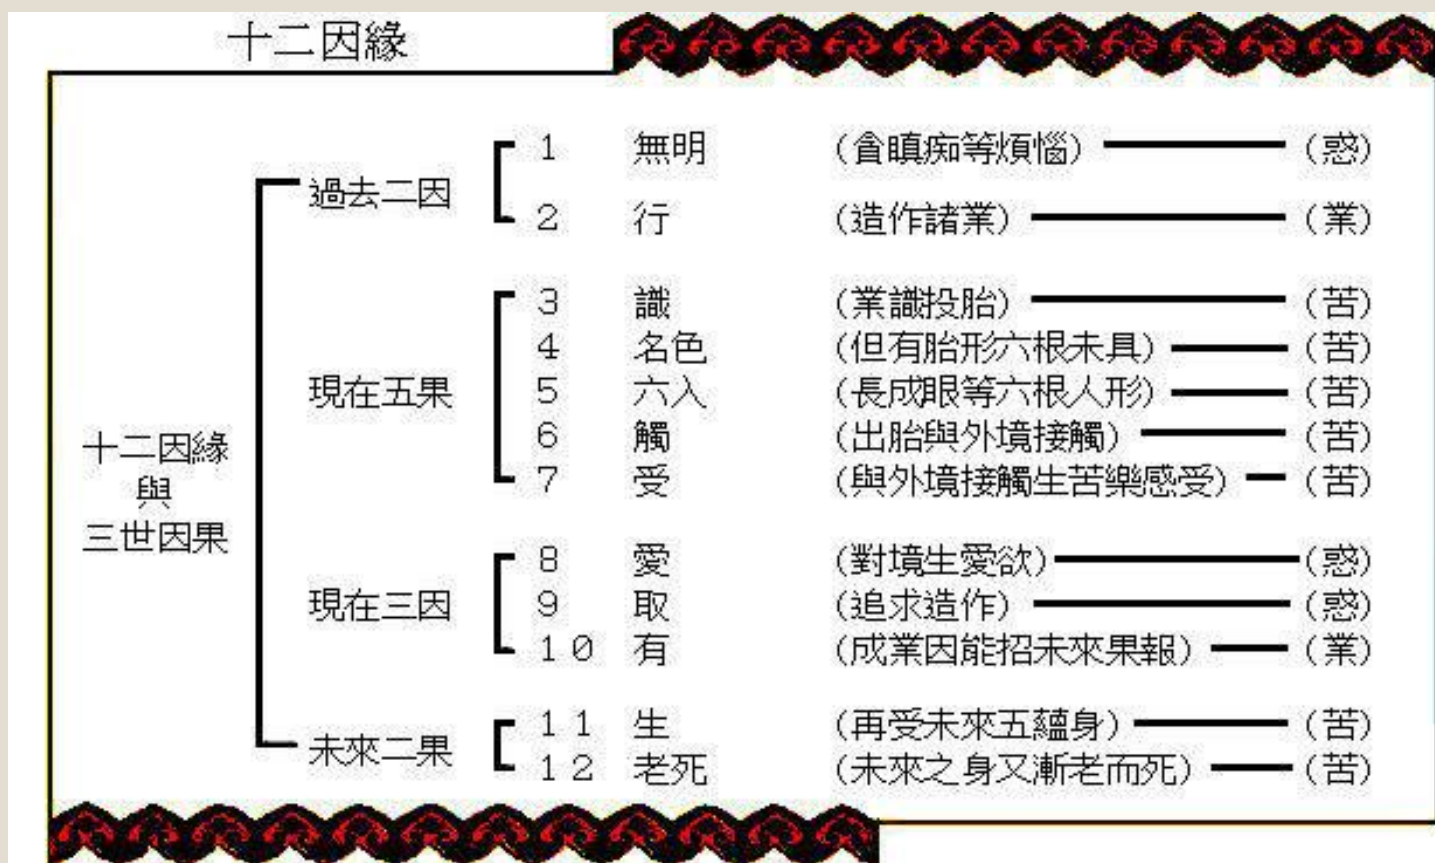 十二因緣
十二因緣
與
三世因果
過去二因
1 無明 (貪瞋痴等煩惱) (惑)
2 行 (造作諸業) (業)
現在五果
3 識 (業識投胎) (苦)
4 名色 (但有胎形六根未具) (苦)
5 六入 (長成眼等六根人形) (苦)
6 觸 (出胎與外境接觸) (苦)
7 受 (與外境接觸生苦樂感受) (苦)
現在三因
8 愛 (對境生愛欲) (惑)
9 取 (追求造作) (惑)
10 有 (成業因能招未來果報) (業)
未來二果
11 生 (再受未來五蘊身) (苦)
12 老死 (未來之身又漸老而死) (苦)